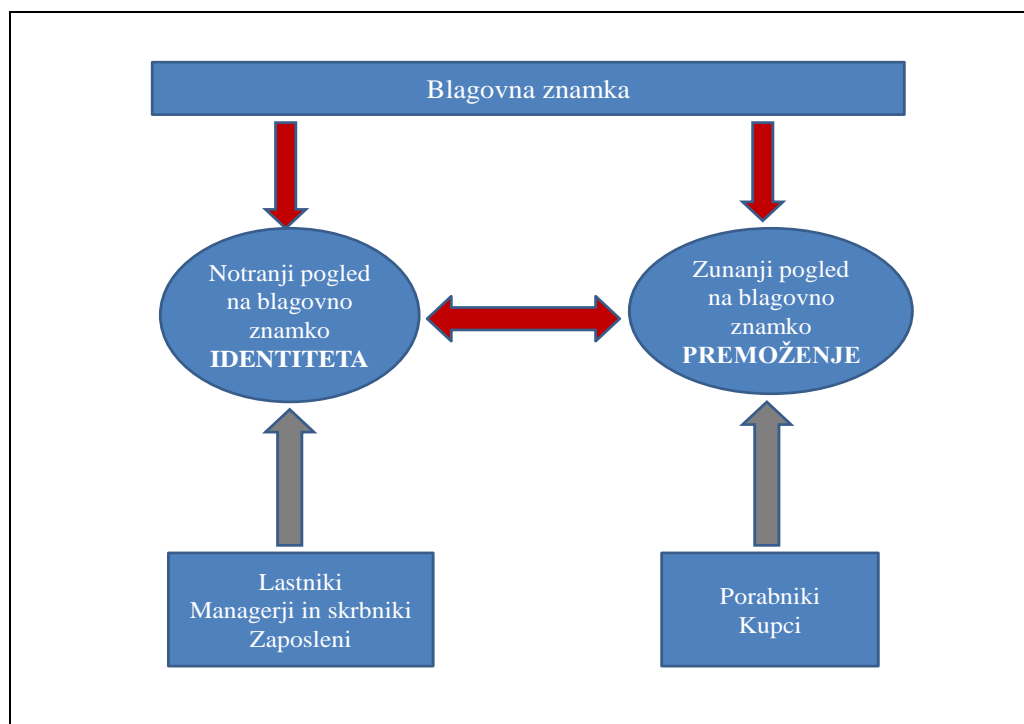 Blagovna znamka
Notranji pogled
na blagovno
znamko
IDENTITETA
Zunanji pogled
na blagovno
znamko
PREMOŽENJE
Lastniki
Managerji in skrbniki
Zaposleni
Porabniki
Kupci